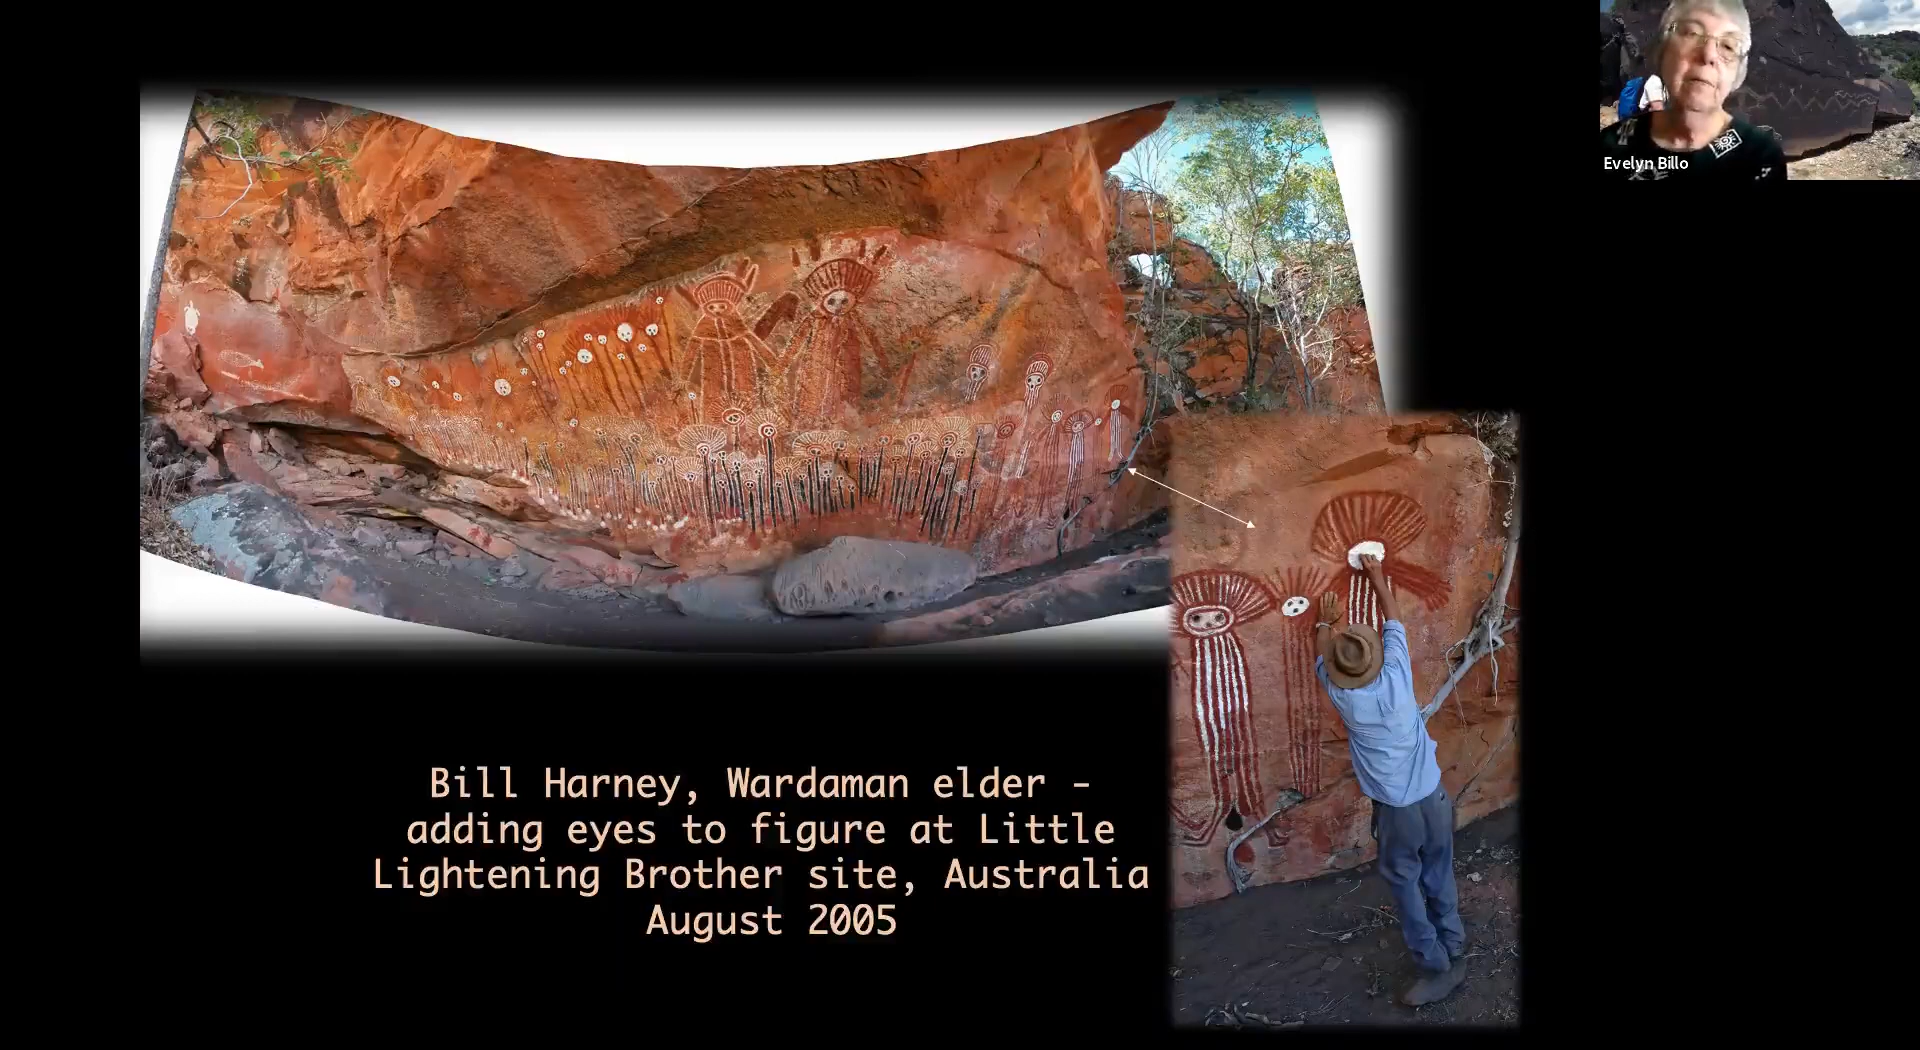 Evelyn Billo
Bill Harney, Wardaman elder -
adding eyes to figure at Little
Lightening Brother site, Australia
August 2005